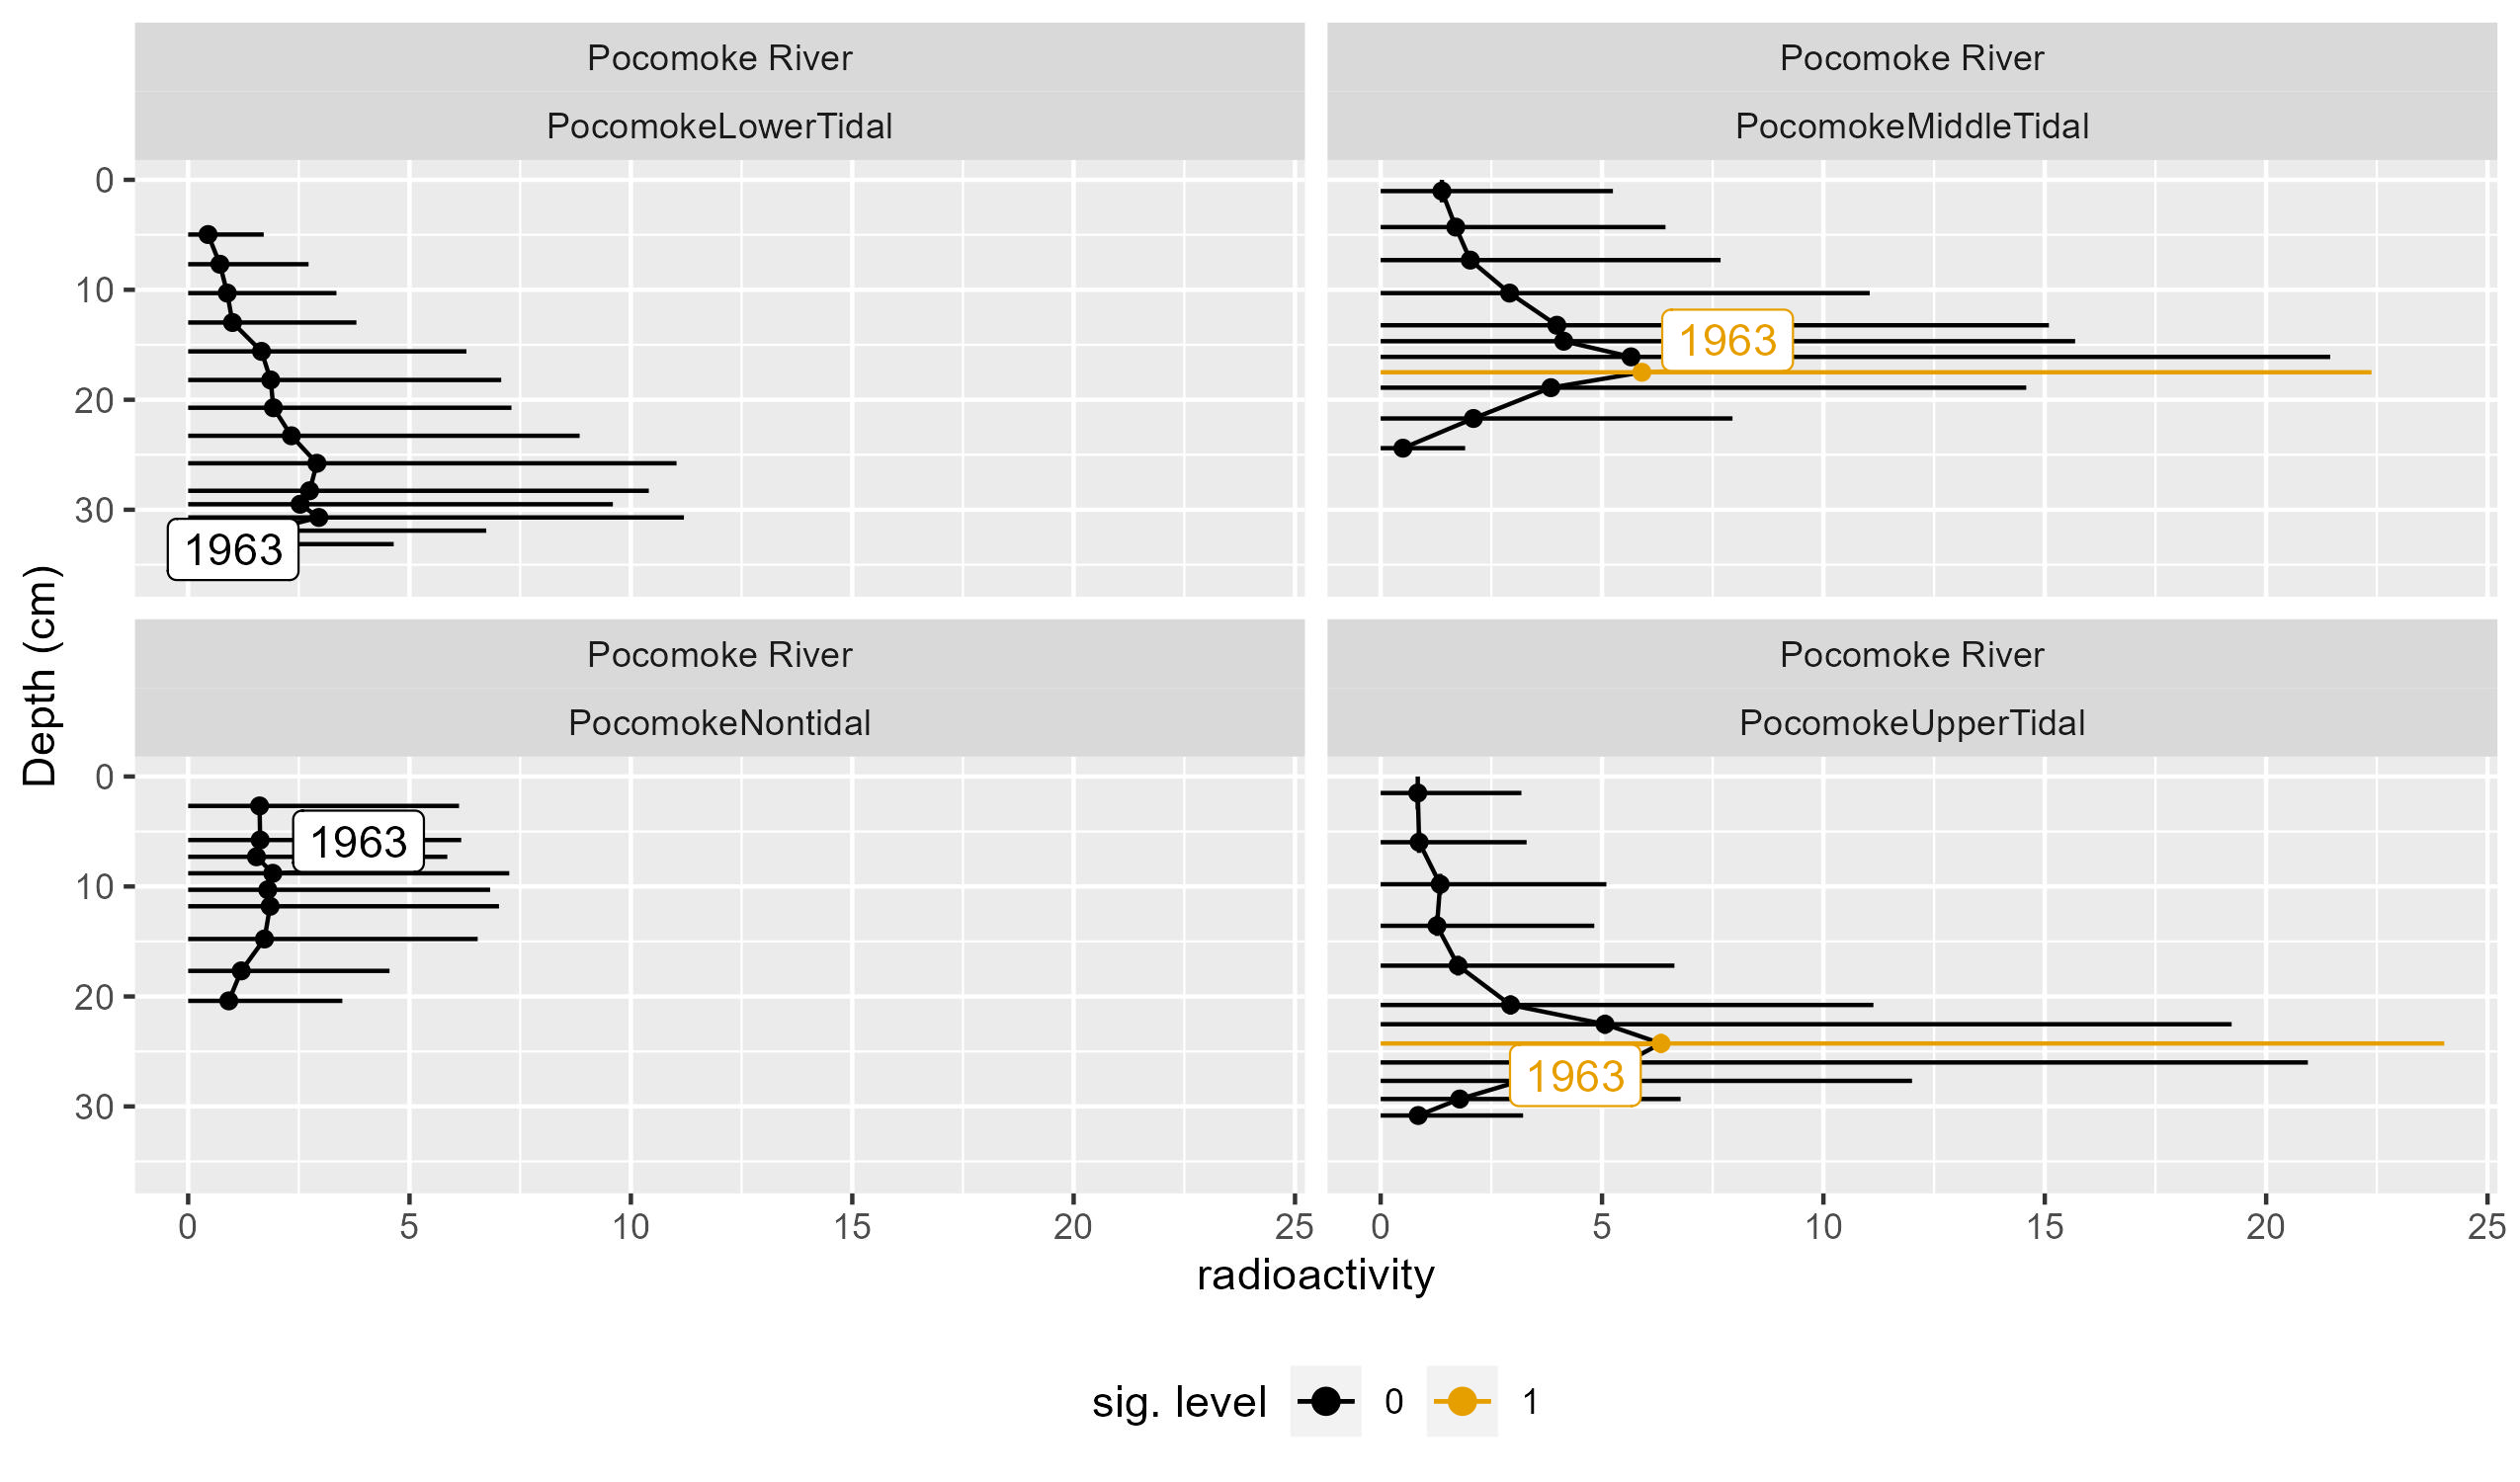 Pocomoke River
PocomokeLowerTidal
Pocomoke River
PocomokeMiddleTidal
0
10
20
30
1963
1963
Depth (cm)
Pocomoke River
PocomokeNontidal
Pocomoke River
PocomokeUpperTidal
0
10
20
30
1963
1963
0 5 10 15 20 25
0 5 10 15 20 25
radioactivity
sig. level 0 1